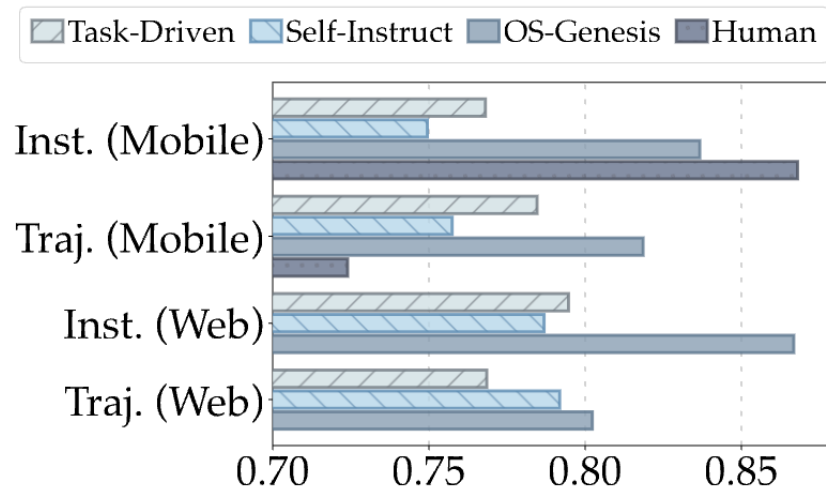 Task-Driven Self-Instruct OS-Genesis Human
Inst. (Mobile)
Traj. (Mobile)
Inst. (Web)
Traj. (Web)
0.70 0.75 0.80 0.85